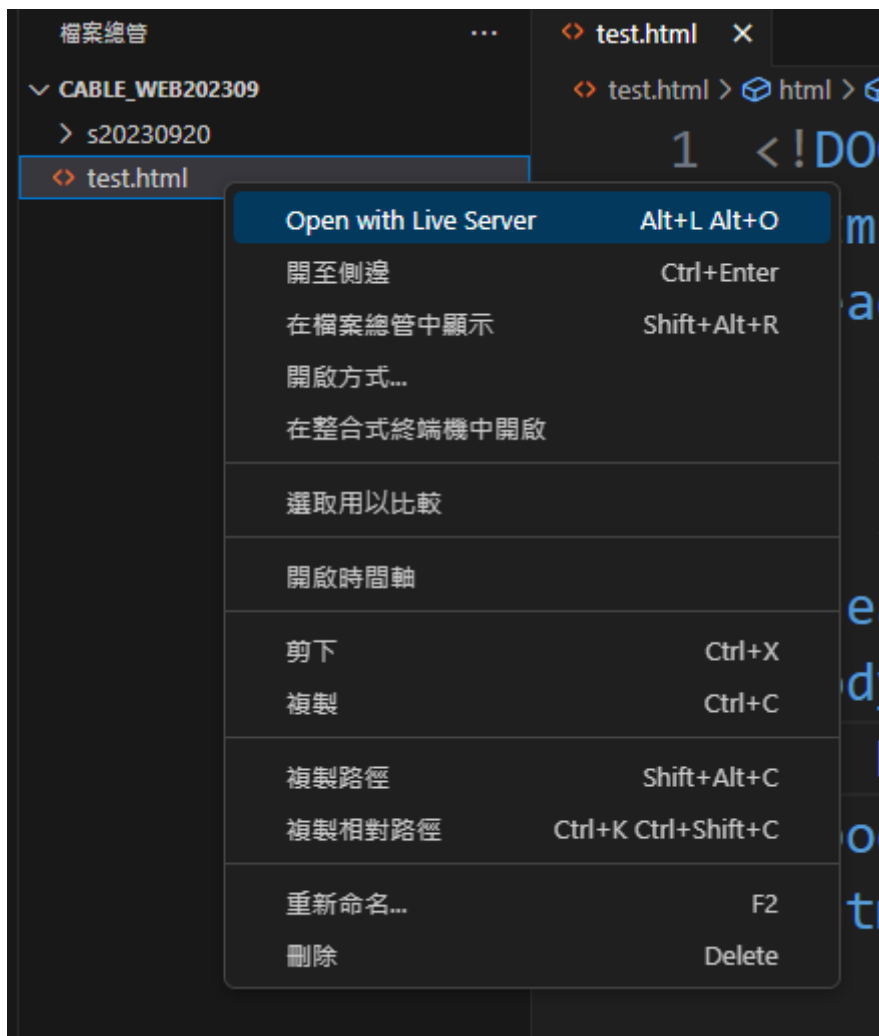 檔案總管 ...
test.html ×
CABLE_WEB202309
test.html > html >
s20230920
1 <!DO
test.html
Open with Live Server Alt+L Alt+O
開至側邊 Ctrl+Enter
在檔案總管中顯示 Shift+Alt+R
開啟方式...
在整合式終端機中開啟
選取用以比較
開啟時間軸
剪下 Ctrl+X
複製 Ctrl+C
複製路徑 Shift+Alt+C
複製相對路徑 Ctrl+K Ctrl+Shift+C
重新命名... F2
刪除 Delete